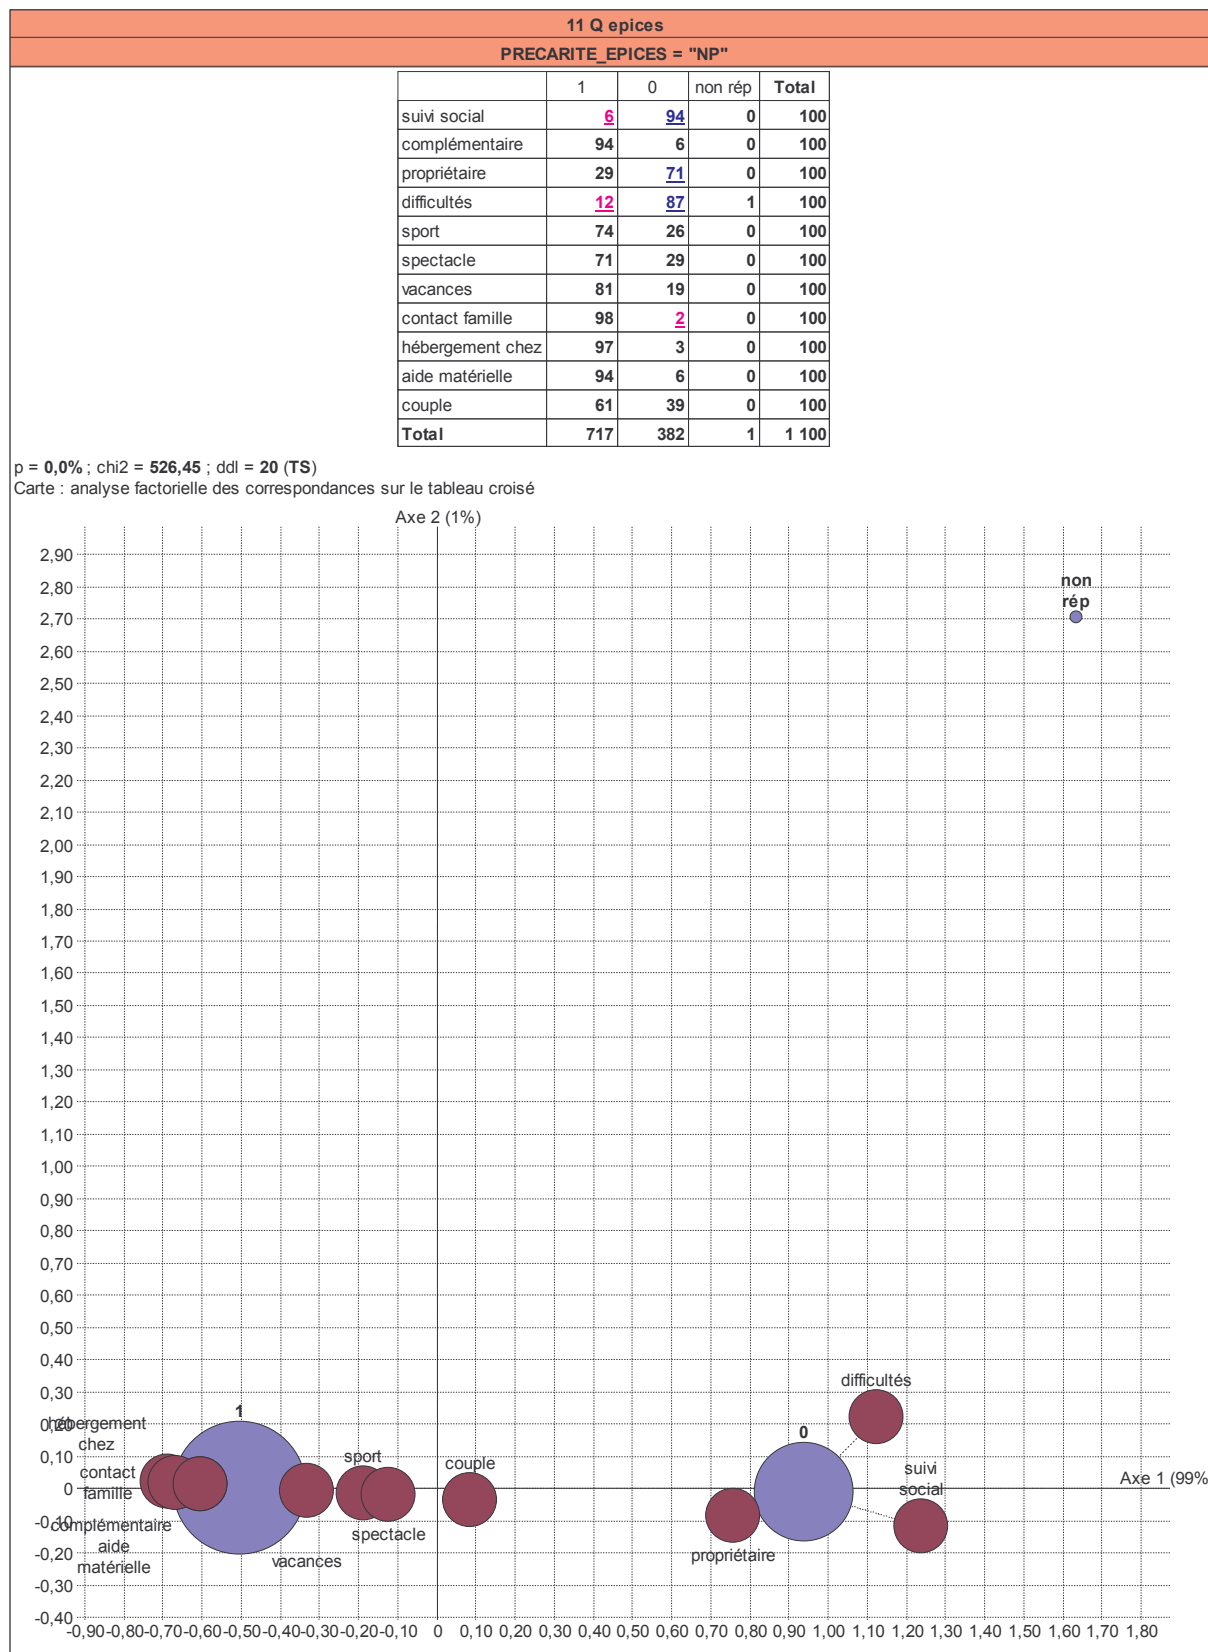 11 Q epices
PRECARITE_EPICES = "NP"
1 0 non rép Total
suivi social 6 94 0 100
complémentaire 94 6 0 100
propriétaire 29 71 0 100
difficultés 12 87 1 100
sport 74 26 0 100
spectacle 71 29 0 100
vacances 81 19 0 100
contact famille 98 2 0 100
hébergement chez 97 3 0 100
aide matérielle 94 6 0 100
couple 61 39 0 100
Total 717 382 1 1 100
p = 0,0% ; chi2 = 526,45 ; ddl = 20 (TS)
Carte : analyse factorielle des correspondances sur le tableau croisé
Axe 2 (1%)
2,90
2,80
2,70
2,60
2,50
2,40
2,30
2,20
2,10
2,00
1,90
1,80
1,70
1,60
1,50
1,40
1,30
1,20
1,10
1,00
0,90
0,80
0,70
0,60
0,50
0,40
0,30
0,20
0,10
0
-0,10
-0,20
-0,30
-0,40
non
rép
difficultés
1
0
hébergement
chez
sport
couple
suivi
social
contact
famille
Axe 1 (99%
complémentaire
aide
matérielle
spectacle
vacances
propriétaire
-0,90 -0,80 -0,70 -0,60 -0,50 -0,40 -0,30 -0,20 -0,10 0 0,10 0,20 0,30 0,40 0,50 0,60 0,70 0,80 0,90 1,00 1,10 1,20 1,30 1,40 1,50 1,60 1,70 1,80